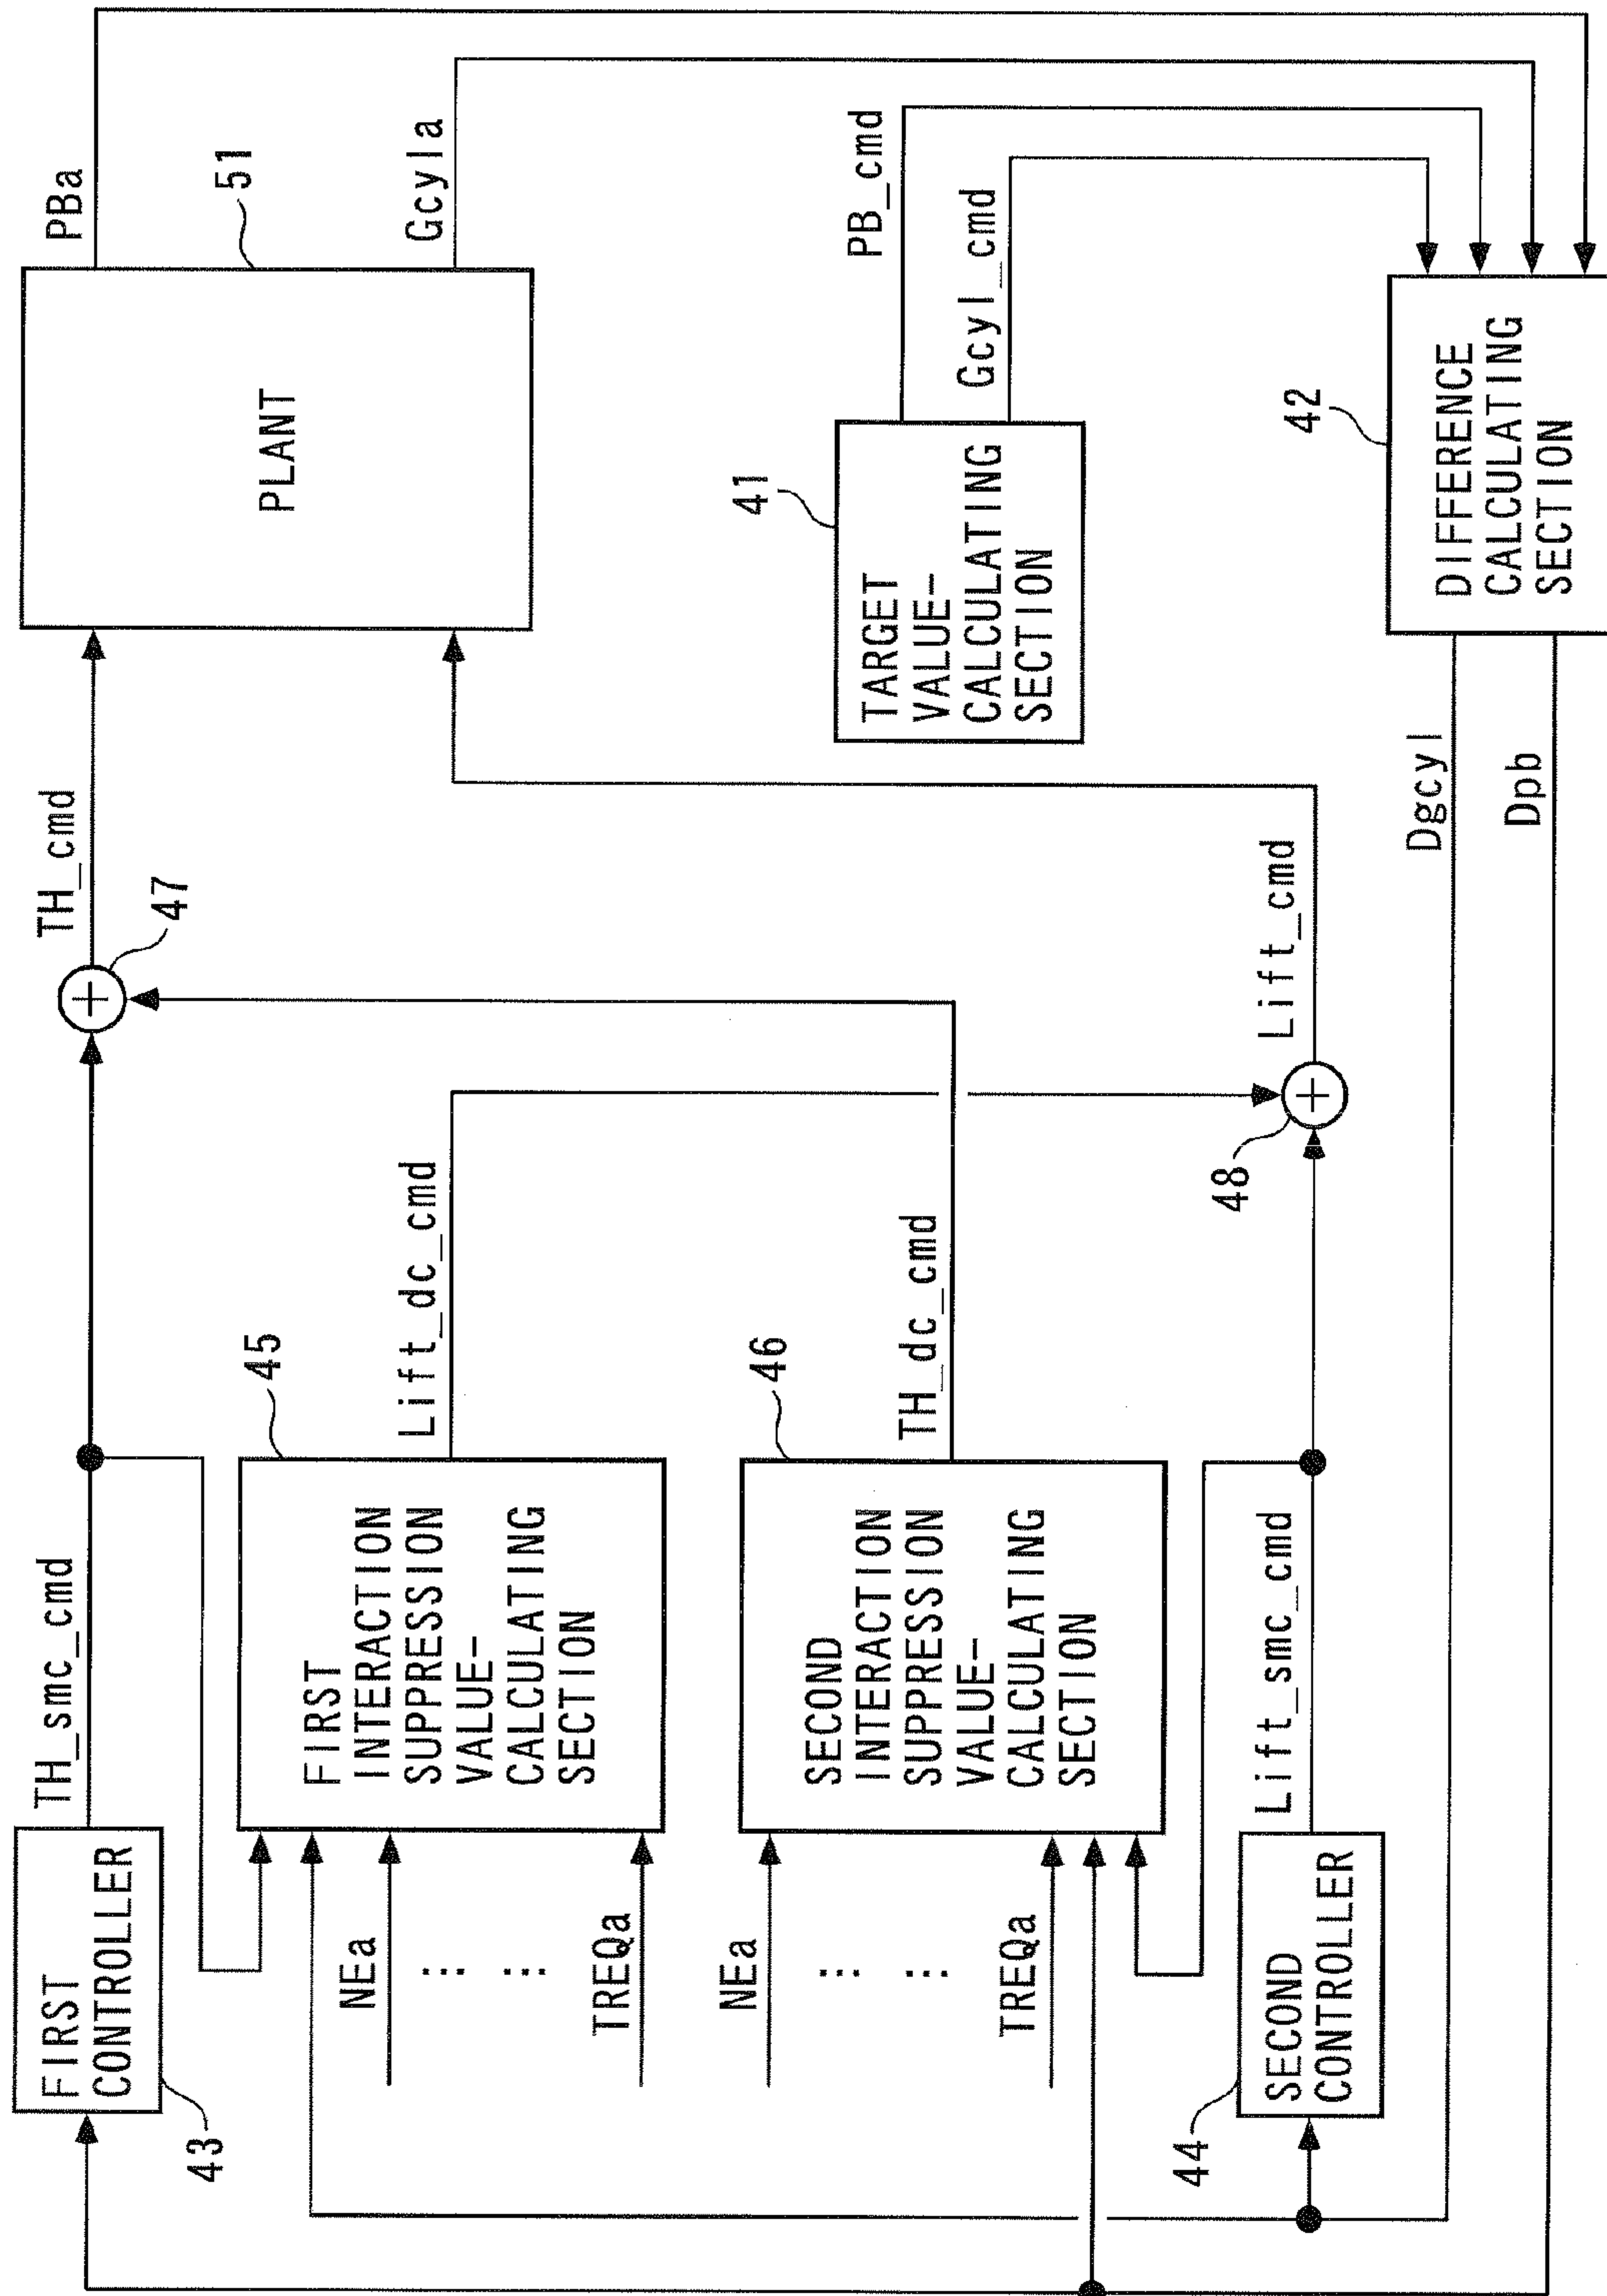 FIRST
CONTROLLER
43
TH_smc_cmd
47
TH_cmd
PLANT
51
PBa
Gcyla
FIRST
INTERACTION
SUPPRESSION
VALUE-
CALCULATING
SECTION
45
NEa
TREQa
Lift_dc_cmd
SECOND
INTERACTION
SUPPRESSION
VALUE-
CALCULATING
SECTION
46
NEa
TREQa
TH_dc_cmd
TARGET
VALUE-
CALCULATING
SECTION
41
PB_cmd
Gcyl_cmd
SECOND
CONTROLLER
44
Lift_smc_cmd
48
Lift_cmd
DIFFERENCE
CALCULATING
SECTION
42
Dgcyl
Dpb